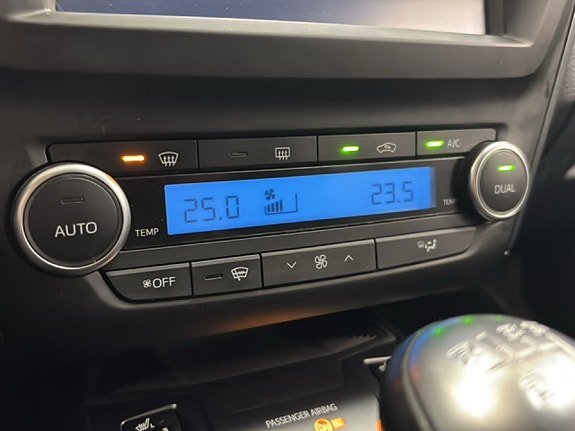 A/C
AUTO
TEMP
25.0
23.5
TEMP
DUAL
OFF
PASSENGER AIRBAG